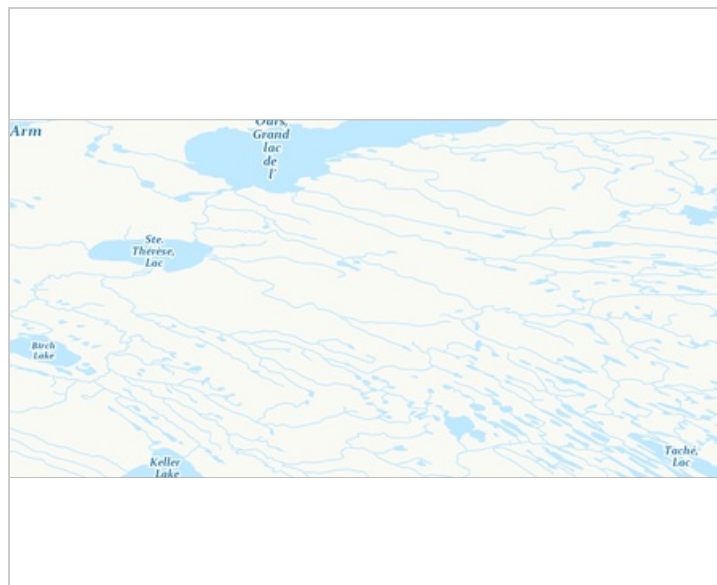 Arm
Ours,
Grand
lac
de
l'
Ste.
Thérèse,
Lac
Birch
Lake
Keller
Lake
Taché,
Lac